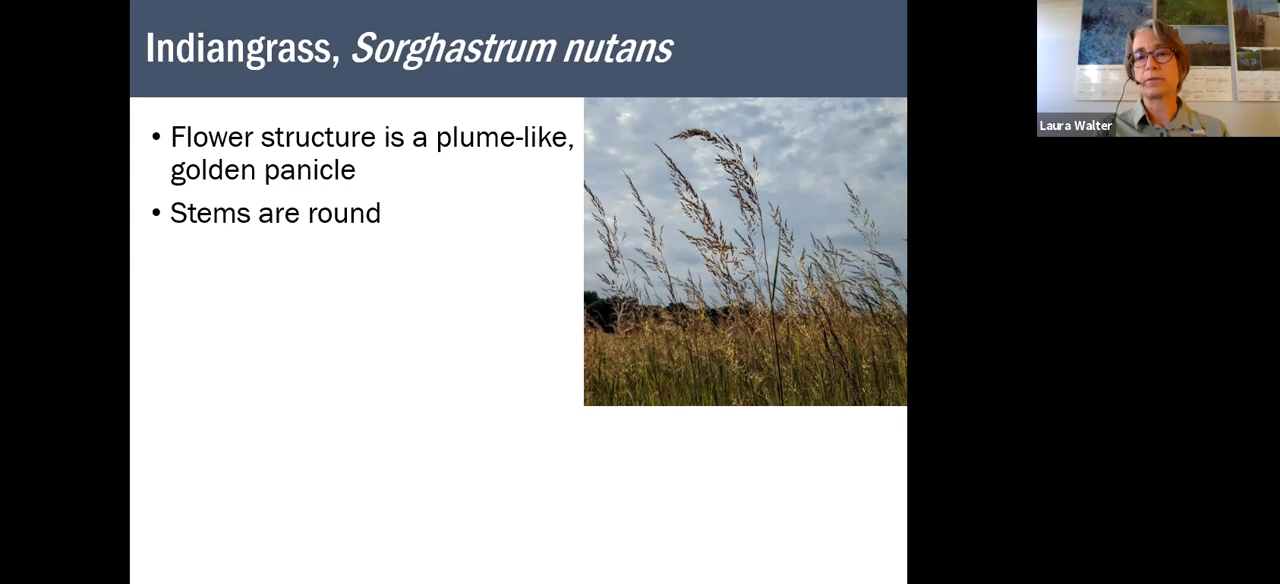 Indiangrass, Sorghastrum nutans
• Flower structure is a plume-like,
golden panicle
• Stems are round
Laura Walter